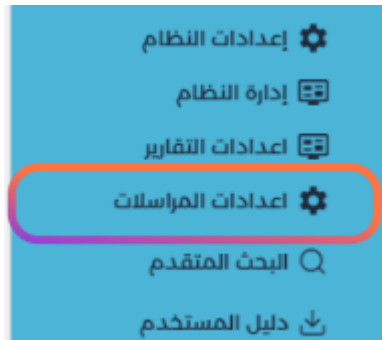 إعدادات النظام
إدارة النظام
اعدادات التقارير
اعدادات المراسلات
البحث المتقدم
دليل المستخدم